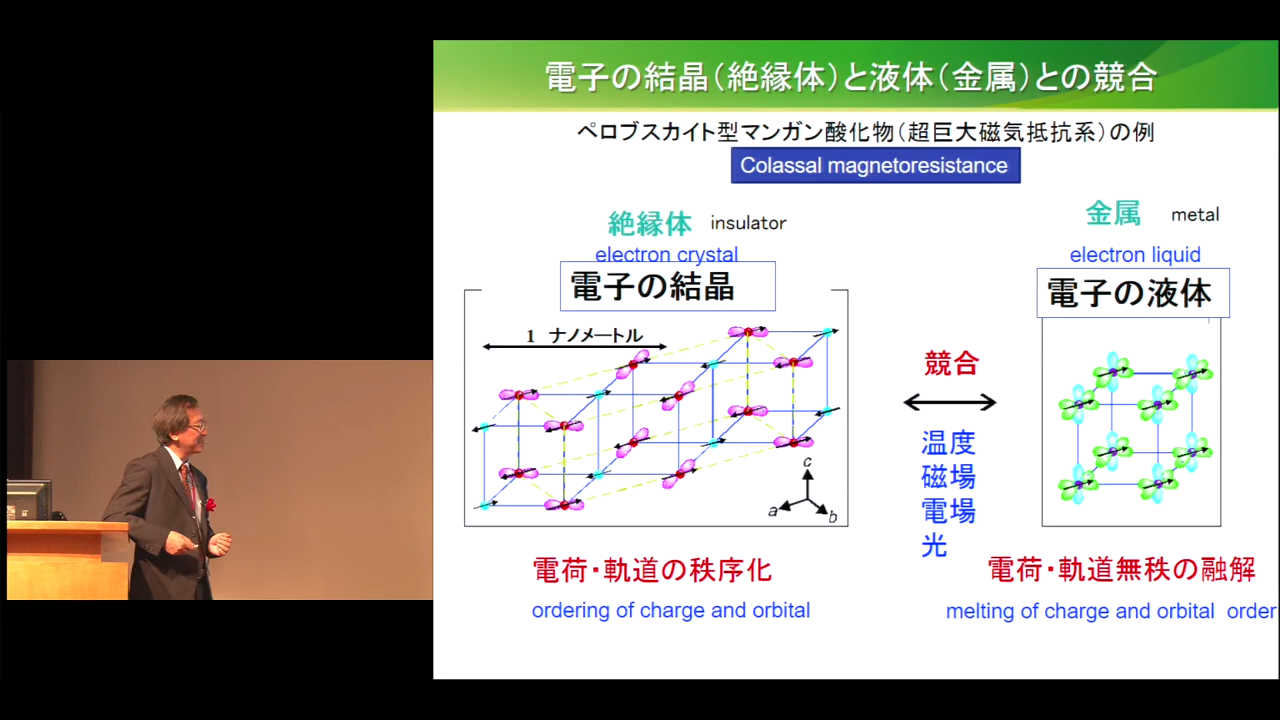 電子の結晶(絶縁体)と液体(金属)との競合
ペロブスカイト型マンガン酸化物(超巨大磁気抵抗系)の例
Colassal magnetoresistance
絶縁体 insulator
electron crystal
電子の結晶
1 ナノメートル
c
a
b
電荷・軌道の秩序化
ordering of charge and orbital
競合
温度
磁場
電場
光
金属 metal
electron liquid
電子の液体
電荷・軌道無秩の融解
melting of charge and orbital order